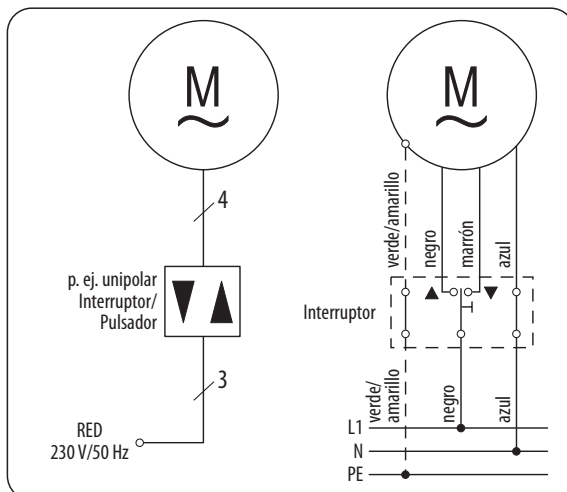 M
~
4
p. ej. unipolar
Interruptor/
Pulsador
3
RED
230 V/50 Hz
M
~
verde/amarillo
negro
marrón
azul
Interruptor
verde/
amarillo
negro
azul
L1
N
PE